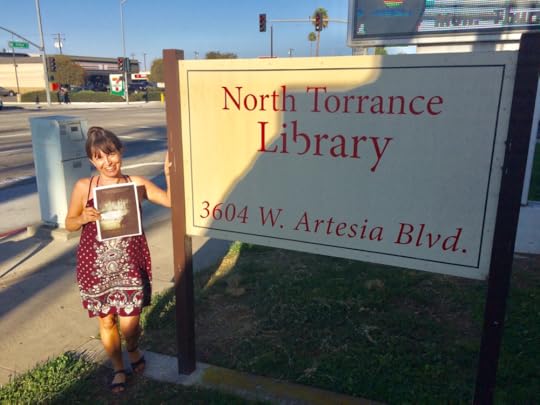 North Torrance
Library
3604 W. Artesia Blvd.